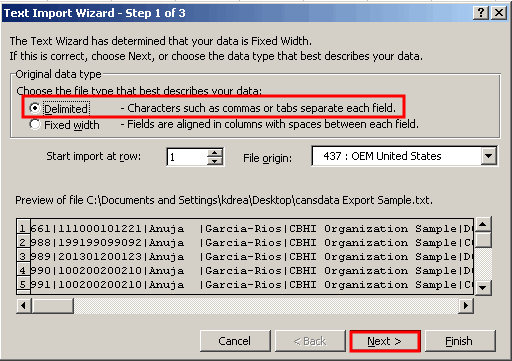 Text Import Wizard - Step 1 of 3
The Text Wizard has determined that your data is Fixed Width.
If this is correct, choose Next, or choose the data type that best describes your data.
Original data type
Choose the file type that best describes your data:
Delimited - Characters such as commas or tabs separate each field.
Fixed width - Fields are aligned in columns with spaces between each field.
Start import at row: 1 File origin: 437 : OEM United States
Preview of file C:\Documents and Settings\kdrea\Desktop\cansdata Export Sample.txt.
1 661|111000101221|Anuja |Garcia-Rios|CBHI Organization Sample|D
2 988|199199099092|Anuja |Garcia-Rios|CBHI Organization Sample|C
3 989|201301200123|Anuja |Garcia-Rios|CBHI Organization Sample|C
4 990|100200200210|Anuja |Garcia-Rios|CBHI Organization Sample|C
5 991|100200200210|Anuja |Garcia-Rios|CBHI Organization Sample|C
Cancel < Back Next > Finish